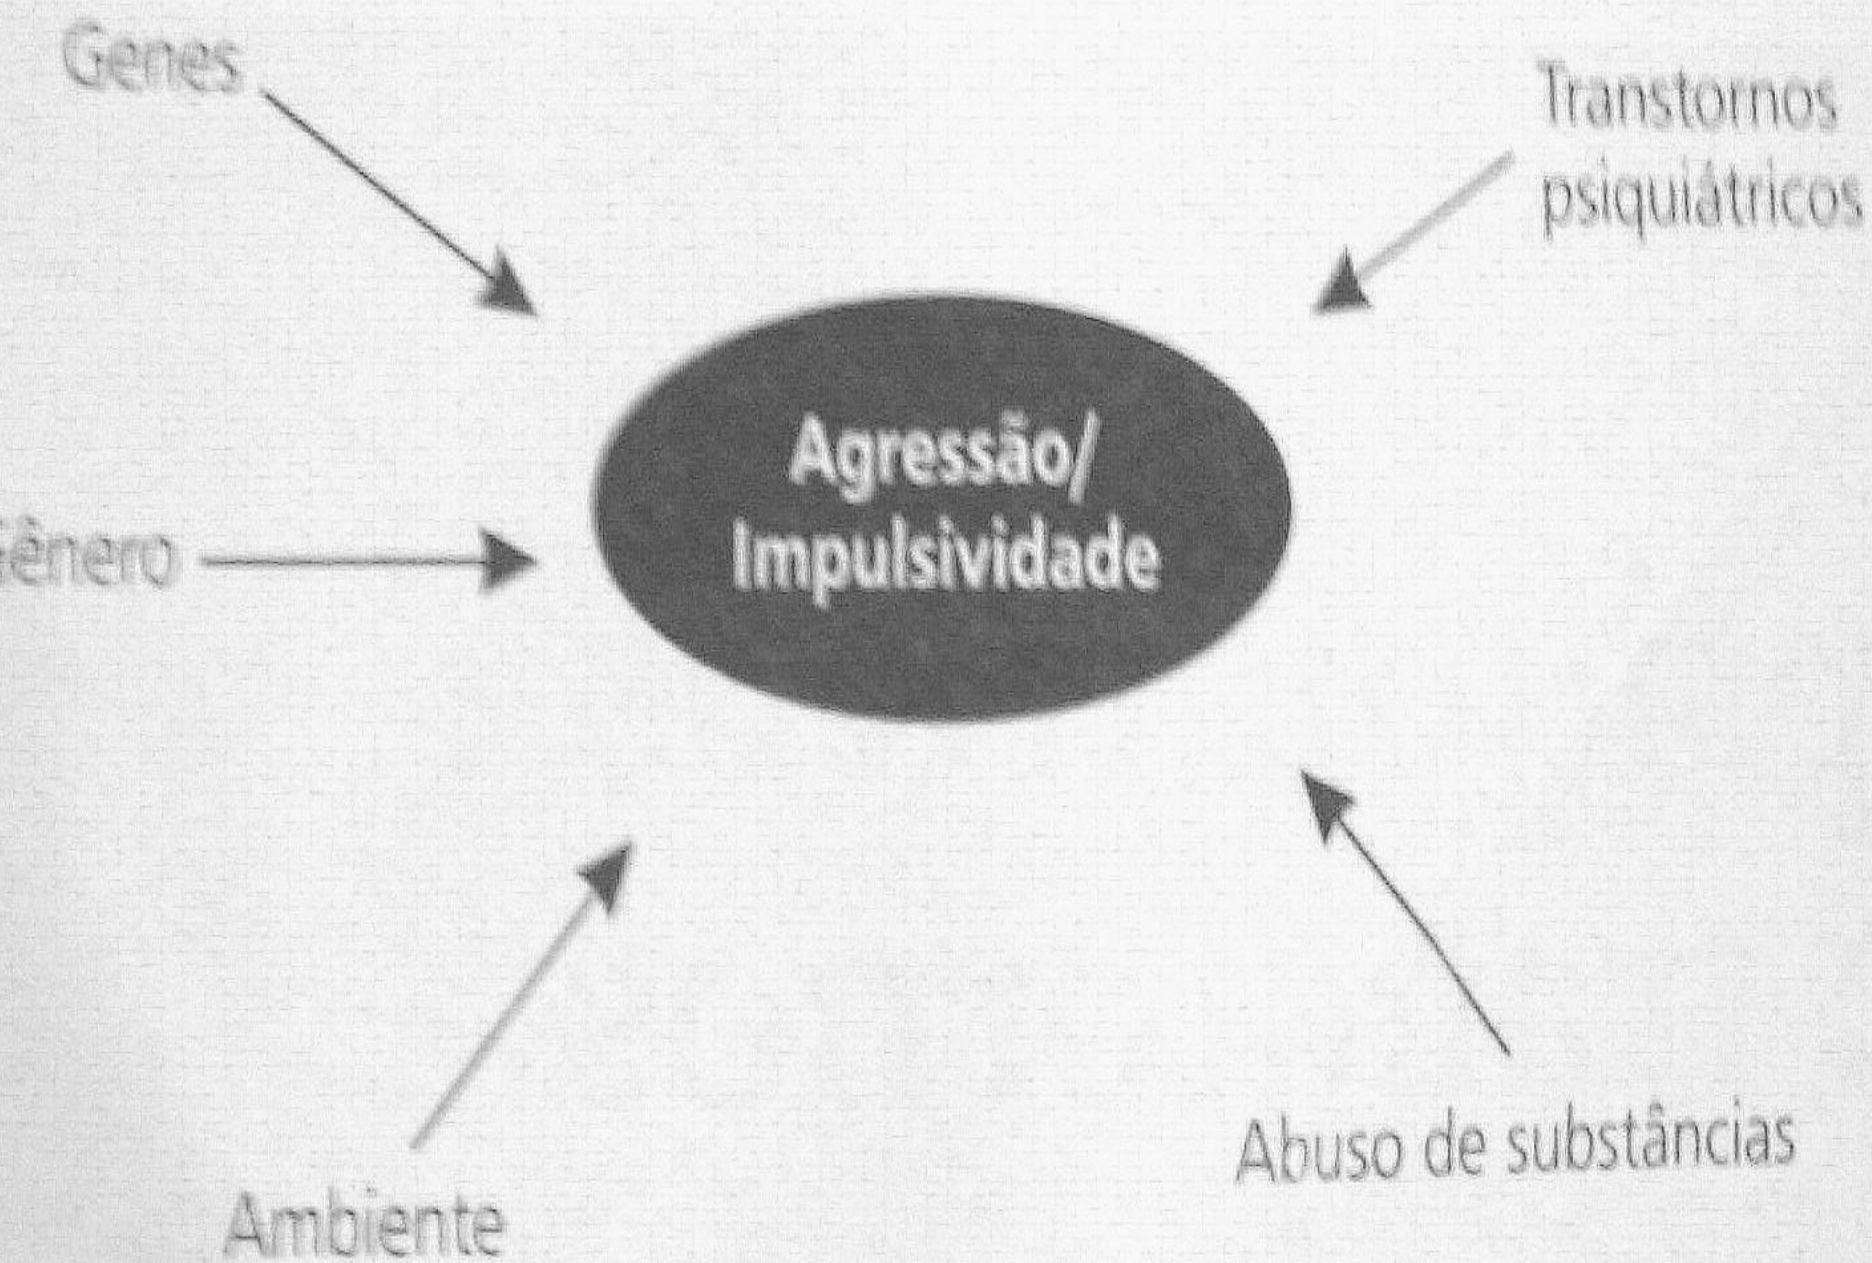 Genes
Transtornos
psiquiátricos
Agressão/
Impulsividade
Gênero
Ambiente
Abuso de substâncias